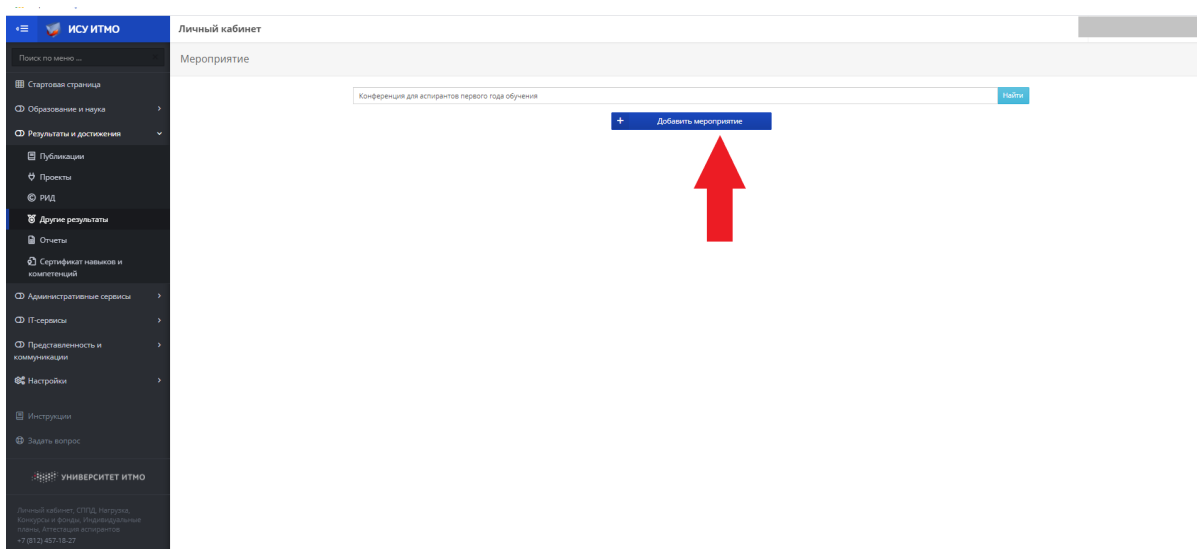 ИСУ ИТМО
Личный кабинет
Поиск по меню ...
Мероприятие
Стартовая страница
Конференция для аспирантов первого года обучения
Найти
Образование и наука
+ Добавить мероприятие
Результаты и достижения
Публикации
Проекты
РИД
Другие результаты
Отчеты
Сертификат навыков и
компетенций
Административные сервисы
IT-сервисы
Представленность и
коммуникации
Настройки
Инструкции
Задать вопрос
УНИВЕРСИТЕТ ИТМО
Личный кабинет, СППД, Нагрузка,
Конкурсы и фонды, Индивидуальные
планы, Аттестация аспирантов
+7 (812) 457-18-27